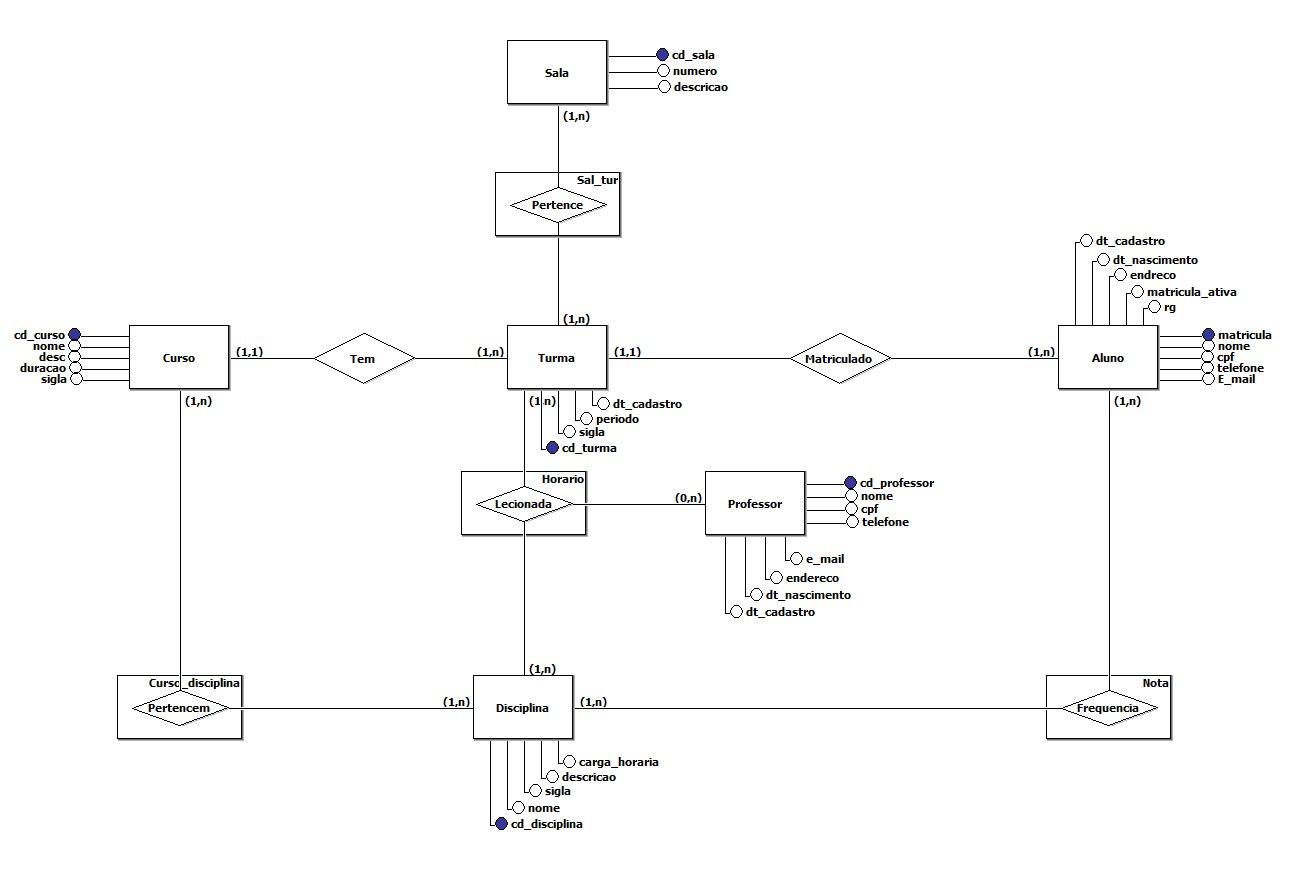 cd_sala
Sala
numero
descricao
(1,n)
Sal_tur
Pertence
dt_cadastro
dt_nascimento
endreco
matricula_ativa
rg
(1,n)
cd_curso
nome
desc
duracao
sigla
Curso
(1,1)
Tem
(1,n)
Turma
(1,1)
Matriculado
(1,n)
Aluno
matricula
nome
cpf
telefone
E_mail
(1,n)
(1,n)
(1,n)
dt_cadastro
periodo
sigla
cd_turma
Horario
Lecionada
(0,n)
Professor
cd_professor
nome
cpf
telefone
e_mail
endereco
dt_nascimento
dt_cadastro
(1,n)
Curso_disciplina
Pertencem
(1,n)
Disciplina
(1,n)
Nota
Frequencia
carga_horaria
descricao
sigla
nome
cd_disciplina